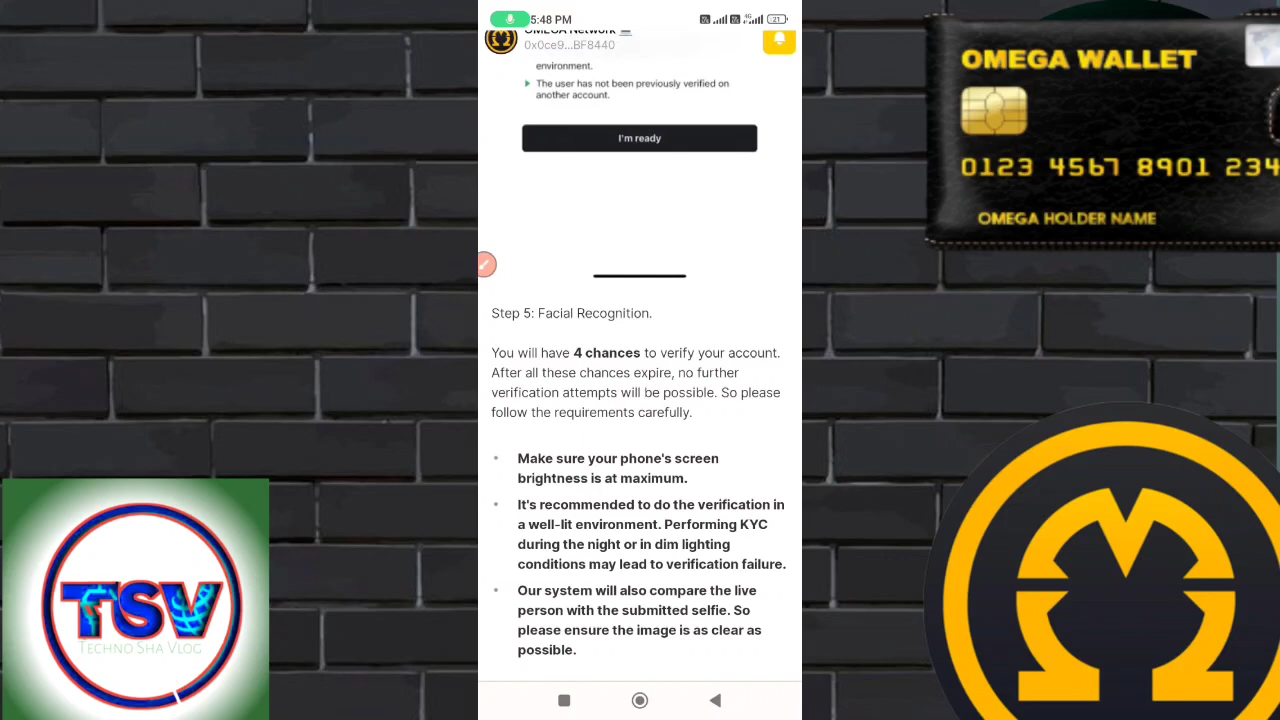 5:48 PM
21
OMEGA Network
0x0ce9...BF8440
environment.
The user has not been previously verified on
another account.
I'm ready
Step 5: Facial Recognition.
You will have 4 chances to verify your account.
After all these chances expire, no further
verification attempts will be possible. So please
follow the requirements carefully.
Make sure your phone's screen
brightness is at maximum.
It's recommended to do the verification in
a well-lit environment. Performing KYC
during the night or in dim lighting
conditions may lead to verification failure.
Our system will also compare the live
person with the submitted selfie. So
please ensure the image is as clear as
possible.
OMEGA WALLET
0123 4567 8901 234
OMEGA HOLDER NAME
TSV
TECHNO SHA VLOG